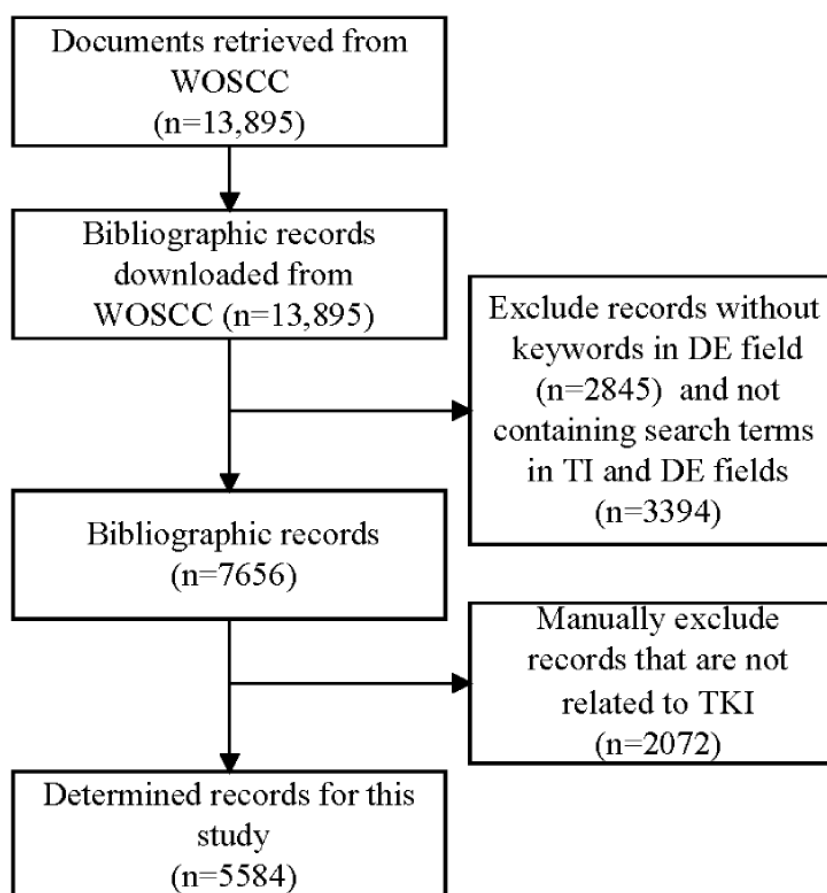 Documents retrieved from
WOSCC
(n=13,895)
Bibliographic records
downloaded from
WOSCC (n=13,895)
Exclude records without
keywords in DE field
(n=2845) and not
containing search terms
in TI and DE fields
(n=3394)
Bibliographic records
(n=7656)
Manually exclude
records that are not
related to TKI
(n=2072)
Determined records for this
study
(n=5584)